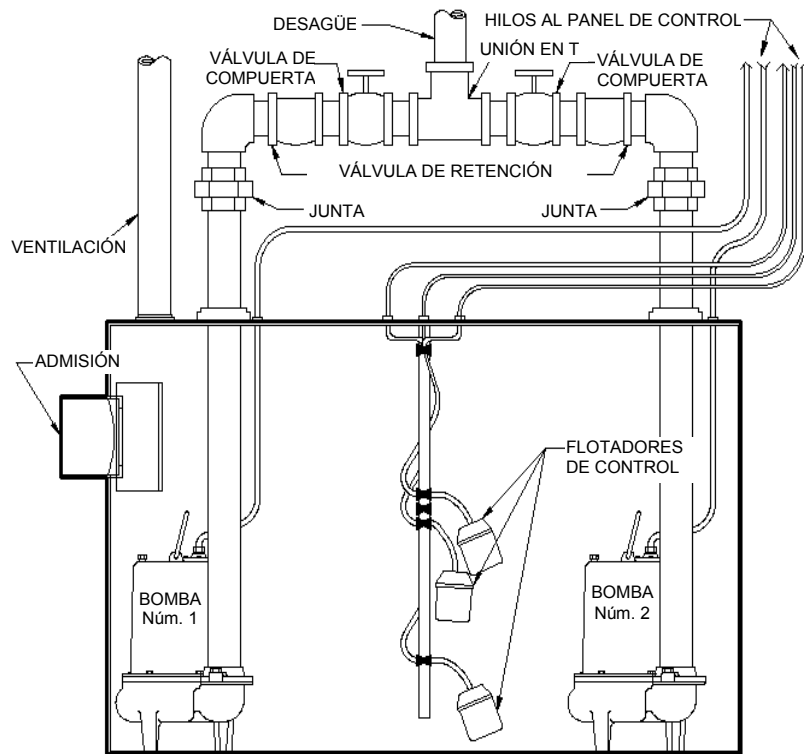 DESAGÜE
HILOS AL PANEL DE CONTROL
UNIÓN EN T
VÁLVULA DE
COMPUERTA
VÁLVULA DE
COMPUERTA
VÁLVULA DE RETENCIÓN
JUNTA
JUNTA
VENTILACIÓN
ADMISIÓN
FLOTADORES
DE CONTROL
BOMBA
Núm. 1
BOMBA
Núm. 2